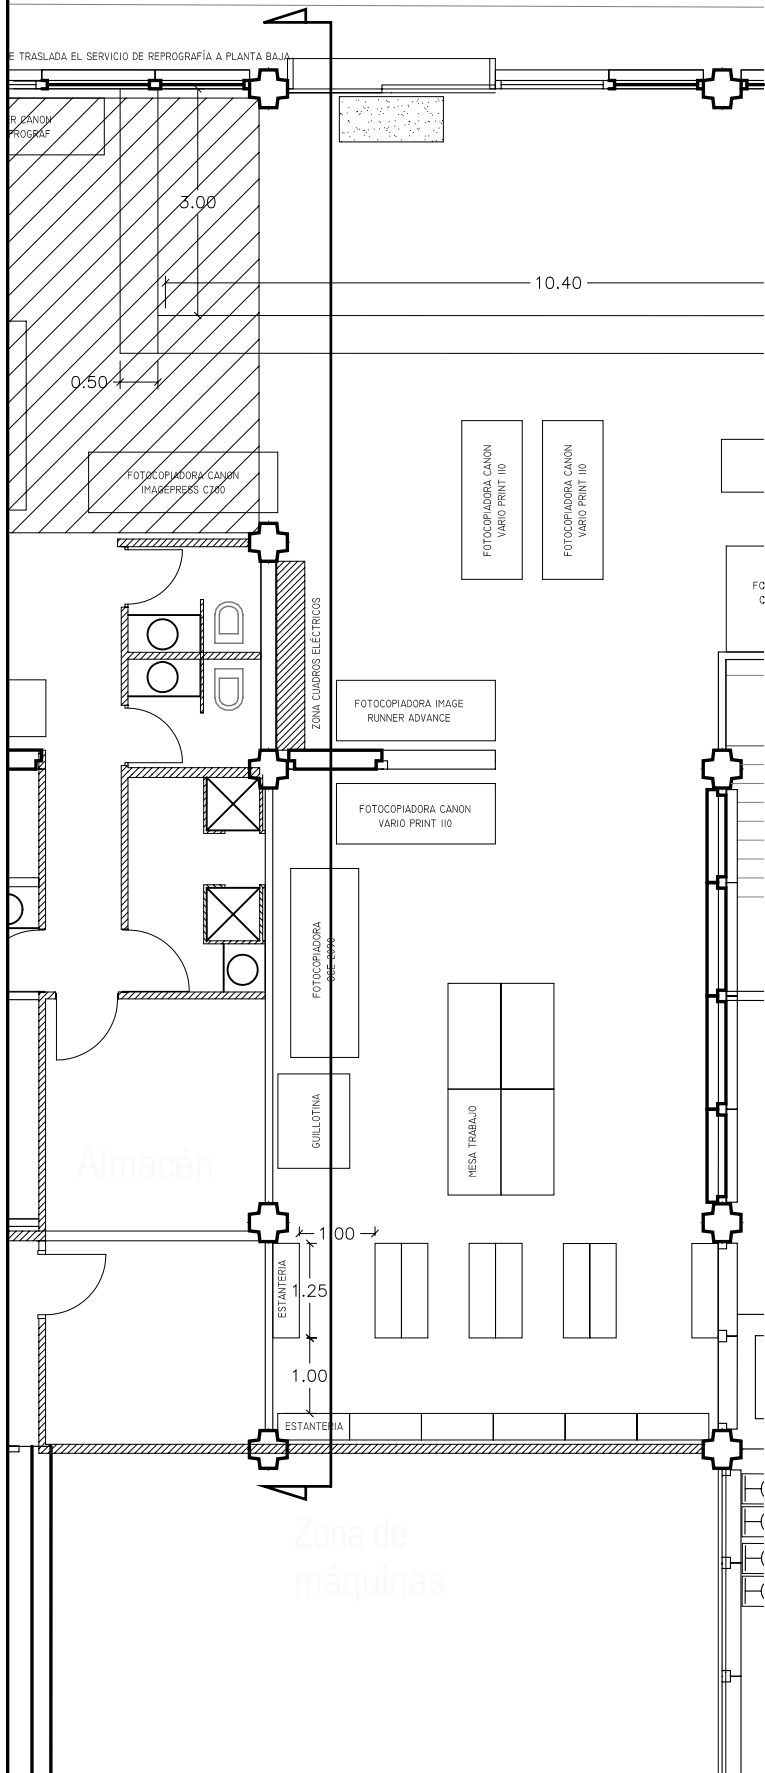 E TRASLADA EL SERVICIO DE REPROGRAFÍA A PLANTA BAJA
ER CANON
PROGRAF
3.00
10.40
0.50
FOTOCOPIADORA CANON
IMAGEPRESS C700
FOTOCOPIADORA CANON
VARIO PRINT 110
FOTOCOPIADORA CANON
VARIO PRINT 110
FC
C
ZONA CUADROS ELÉCTRICOS
FOTOCOPIADORA IMAGE
RUNNER ADVANCE
FOTOCOPIADORA CANON
VARIO PRINT 110
FOTOCOPIADORA
GUILLOTINA
MESA TRABAJO
Almacén
1.00
ESTANTERIA
1.25
1.00
ESTANTERIA
Zona de
máquinas